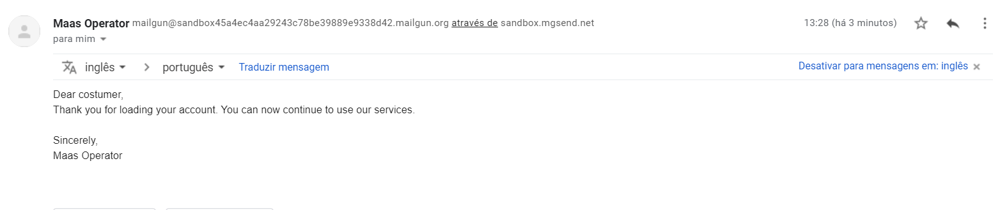 Maas Operator mailgun@sandbox45a4ec4aa29243c78be39889e9338d42.mailgun.org através de sandbox.mgsend.net 13:28 (há 3 minutos)
para mim
inglês > português Traduzir mensagem Desativar para mensagens em: inglês ×
Dear costumer,
Thank you for loading your account. You can now continue to use our services.
Sincerely,
Maas Operator